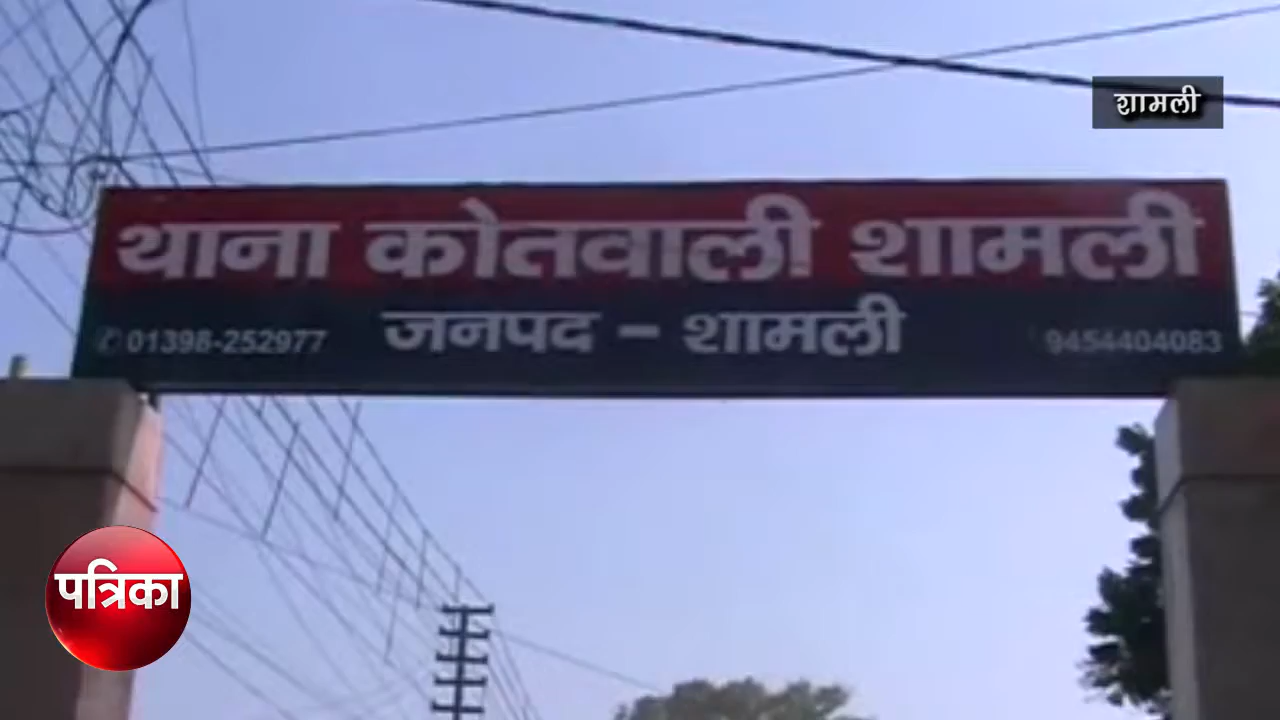 शामली
थाना कोतवाली शामली
जनपद - शामली
✆ 01398-252977
9454404083
पत्रिका